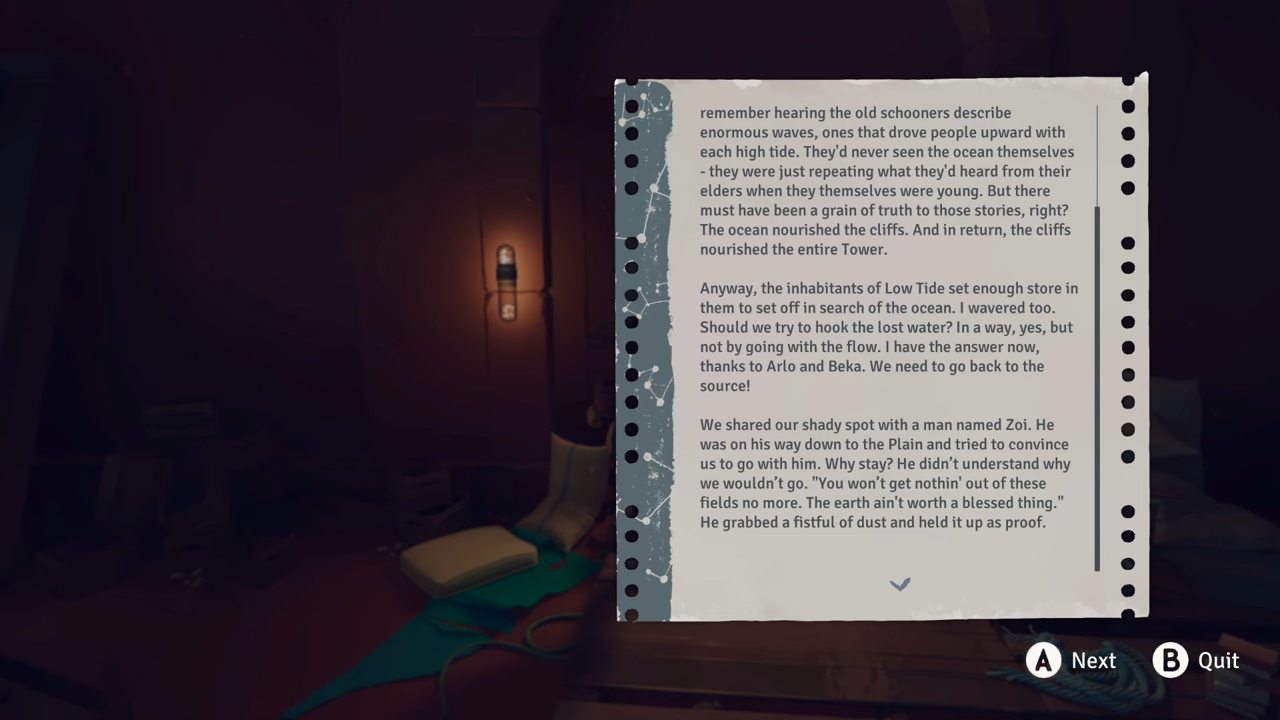 remember hearing the old schooners describe
enormous waves, ones that drove people upward with
each high tide. They'd never seen the ocean themselves
- they were just repeating what they'd heard from their
elders when they themselves were young. But there
must have been a grain of truth to those stories, right?
The ocean nourished the cliffs. And in return, the cliffs
nourished the entire Tower.
Anyway, the inhabitants of Low Tide set enough store in
them to set off in search of the ocean. I wavered too.
Should we try to hook the lost water? In a way, yes, but
not by going with the flow. I have the answer now,
thanks to Arlo and Beka. We need to go back to the
source!
We shared our shady spot with a man named Zoi. He
was on his way down to the Plain and tried to convince
us to go with him. Why stay? He didn’t understand why
we wouldn’t go. "You won’t get nothin' out of these
fields no more. The earth ain't worth a blessed thing."
He grabbed a fistful of dust and held it up as proof.
A Next B Quit